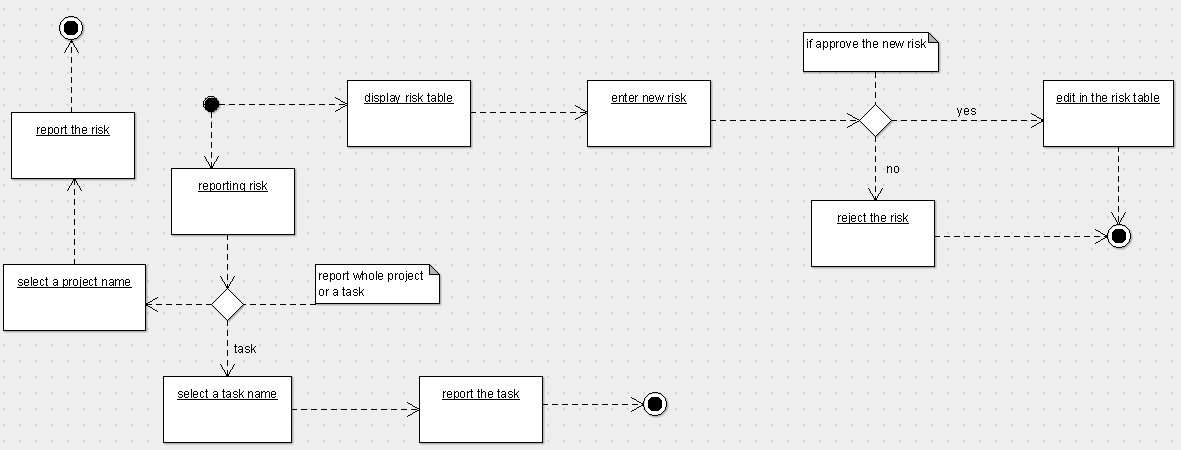 if approve the new risk
display risk table
enter new risk
edit in the risk table
yes
report the risk
no
reporting risk
reject the risk
select a project name
report whole project
or a task
task
select a task name
report the task